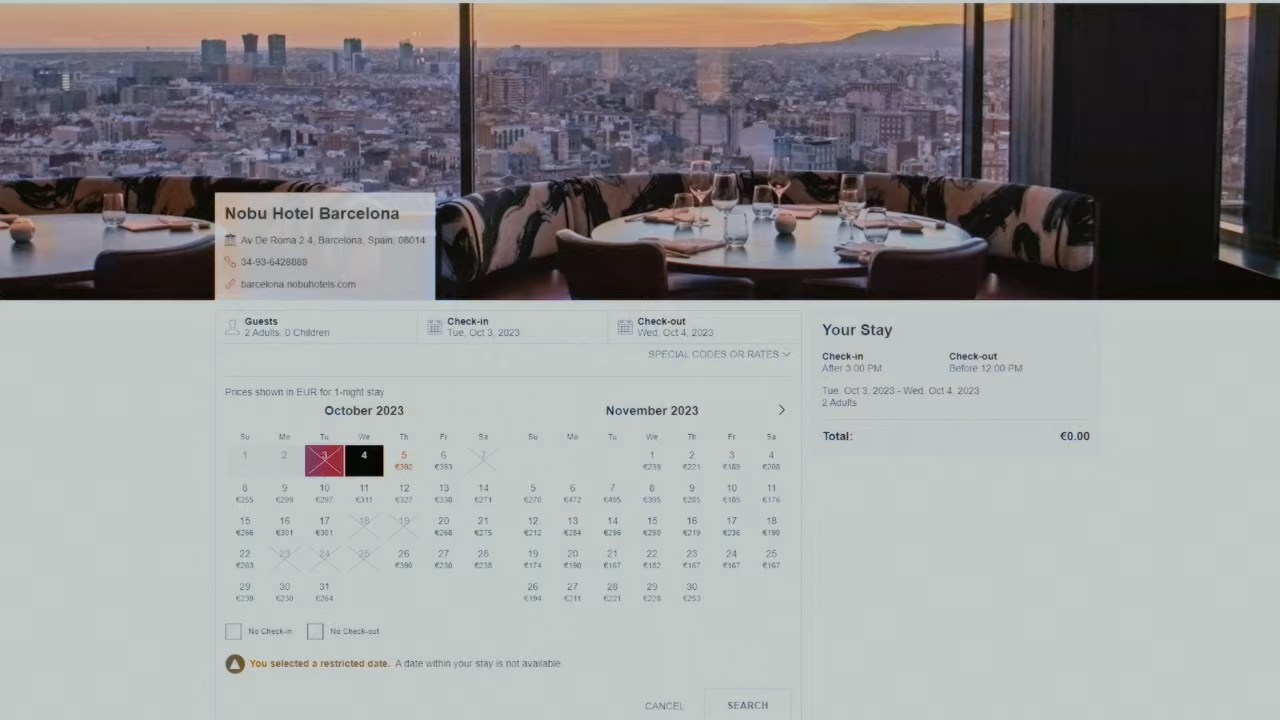 Nobu Hotel Barcelona
Av De Roma 2 4, Barcelona, Spain, 08014
34-93-6428888
barcelona.nobuhotels.com
Guests
2 Adults, 0 Children
Check-in
Tue, Oct 3, 2023
Check-out
Wed, Oct 4, 2023
SPECIAL CODES OR RATES
Prices shown in EUR for 1-night stay
October 2023
Su Mo Tu We Th Fr Sa
1 2 3 4 5 6 7
€392 €393
8 9 10 11 12 13 14
€255 €299 €297 €311 €327 €338 €271
15 16 17 18 19 20 21
€266 €301 €301 €268 €275
22 23 24 25 26 27 28
€263 €390 €230 €238
29 30 31
€239 €230 €264
November 2023
Su Mo Tu We Th Fr Sa
1 2 3 4
€239 €221 €189 €208
5 6 7 8 9 10 11
€270 €472 €495 €395 €285 €185 €176
12 13 14 15 16 17 18
€212 €284 €296 €290 €219 €236 €190
19 20 21 22 23 24 25
€174 €190 €167 €182 €167 €167 €167
26 27 28 29 30
€194 €211 €221 €228 €253
No Check-in No Check-out
You selected a restricted date. A date within your stay is not available.
CANCEL SEARCH
Your Stay
Check-in Check-out
After 3:00 PM Before 12:00 PM
Tue, Oct 3, 2023 - Wed, Oct 4, 2023
2 Adults
Total: €0.00